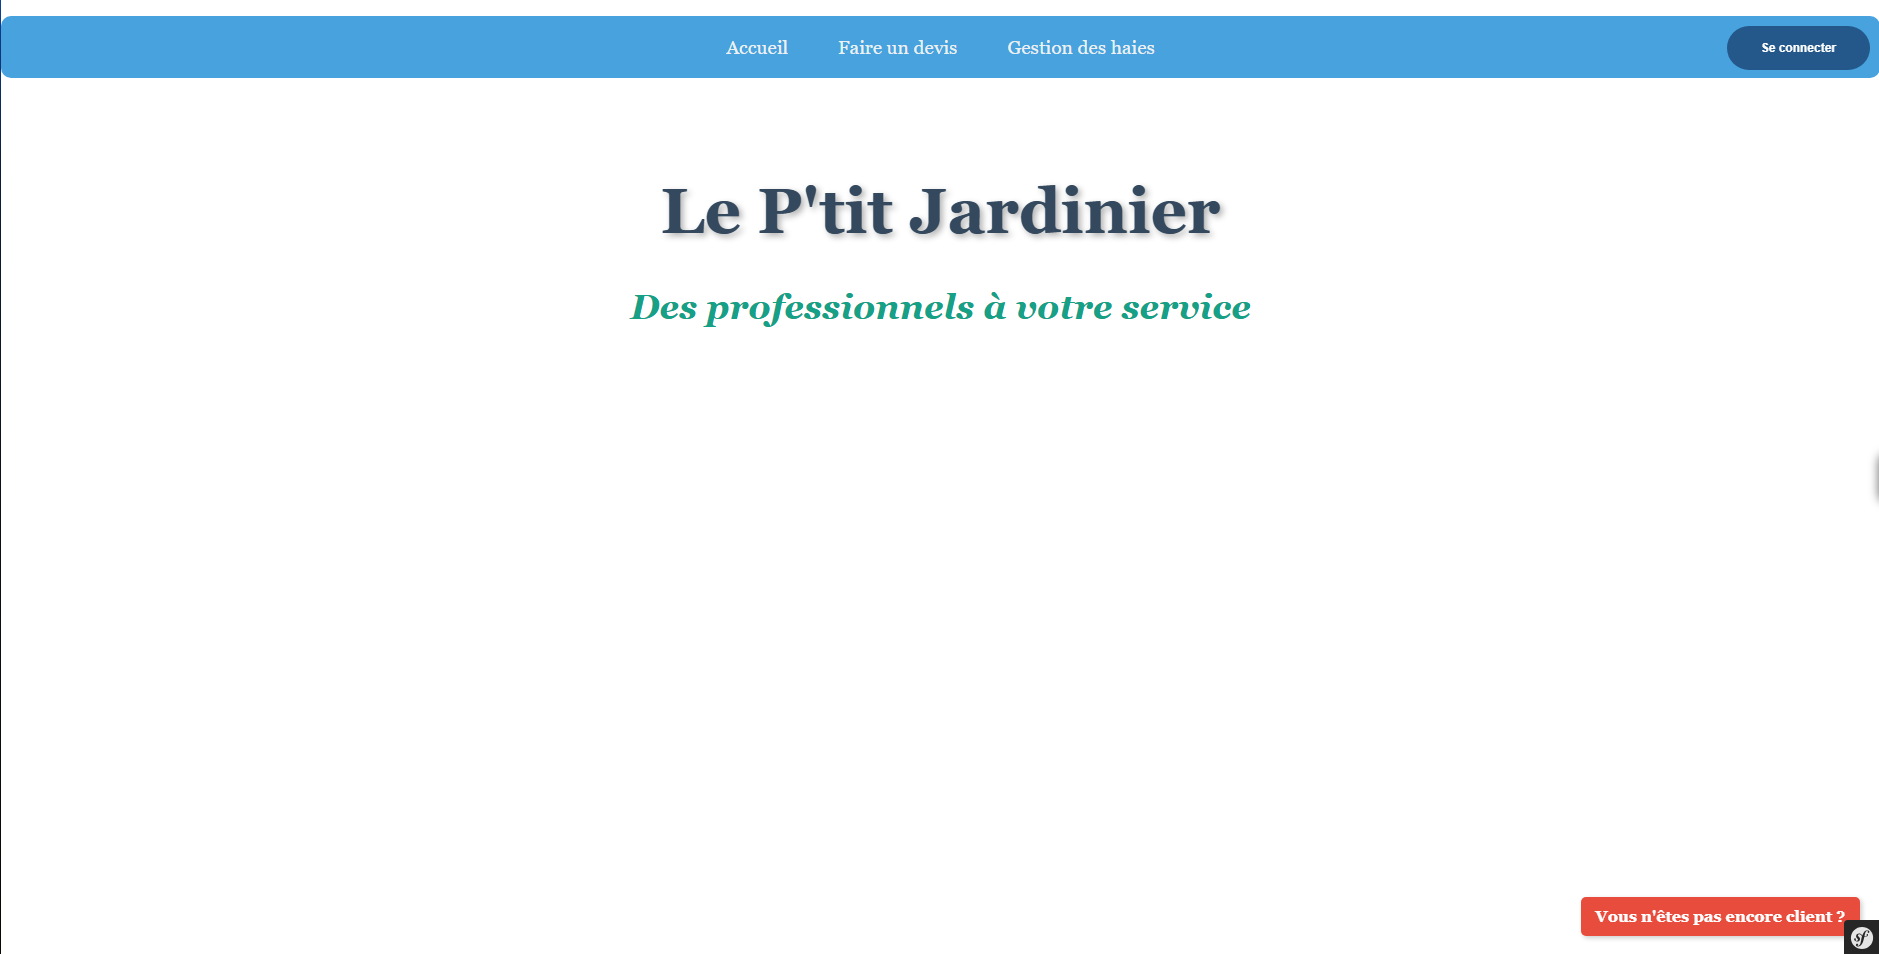 Accueil
Faire un devis
Gestion des haies
Se connecter
Le P'tit Jardinier
Des professionnels à votre service
Vous n'êtes pas encore client ?
sf